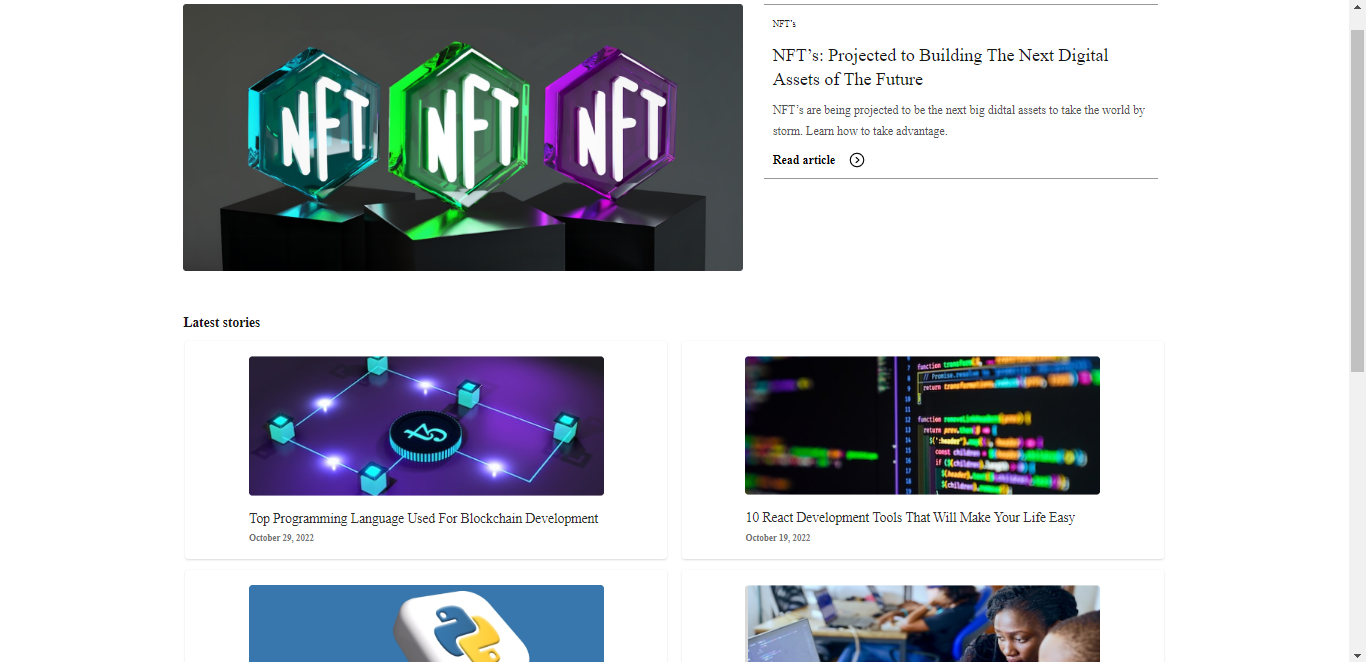 NFT NFT NFT
NFT's
NFT's: Projected to Building The Next Digital
Assets of The Future
NFT's are being projected to be the next big didtal assets to take the world by
storm. Learn how to take advantage.
Read article
Latest stories
Top Programming Language Used For Blockchain Development
October 29, 2022
10 React Development Tools That Will Make Your Life Easy
October 19, 2022